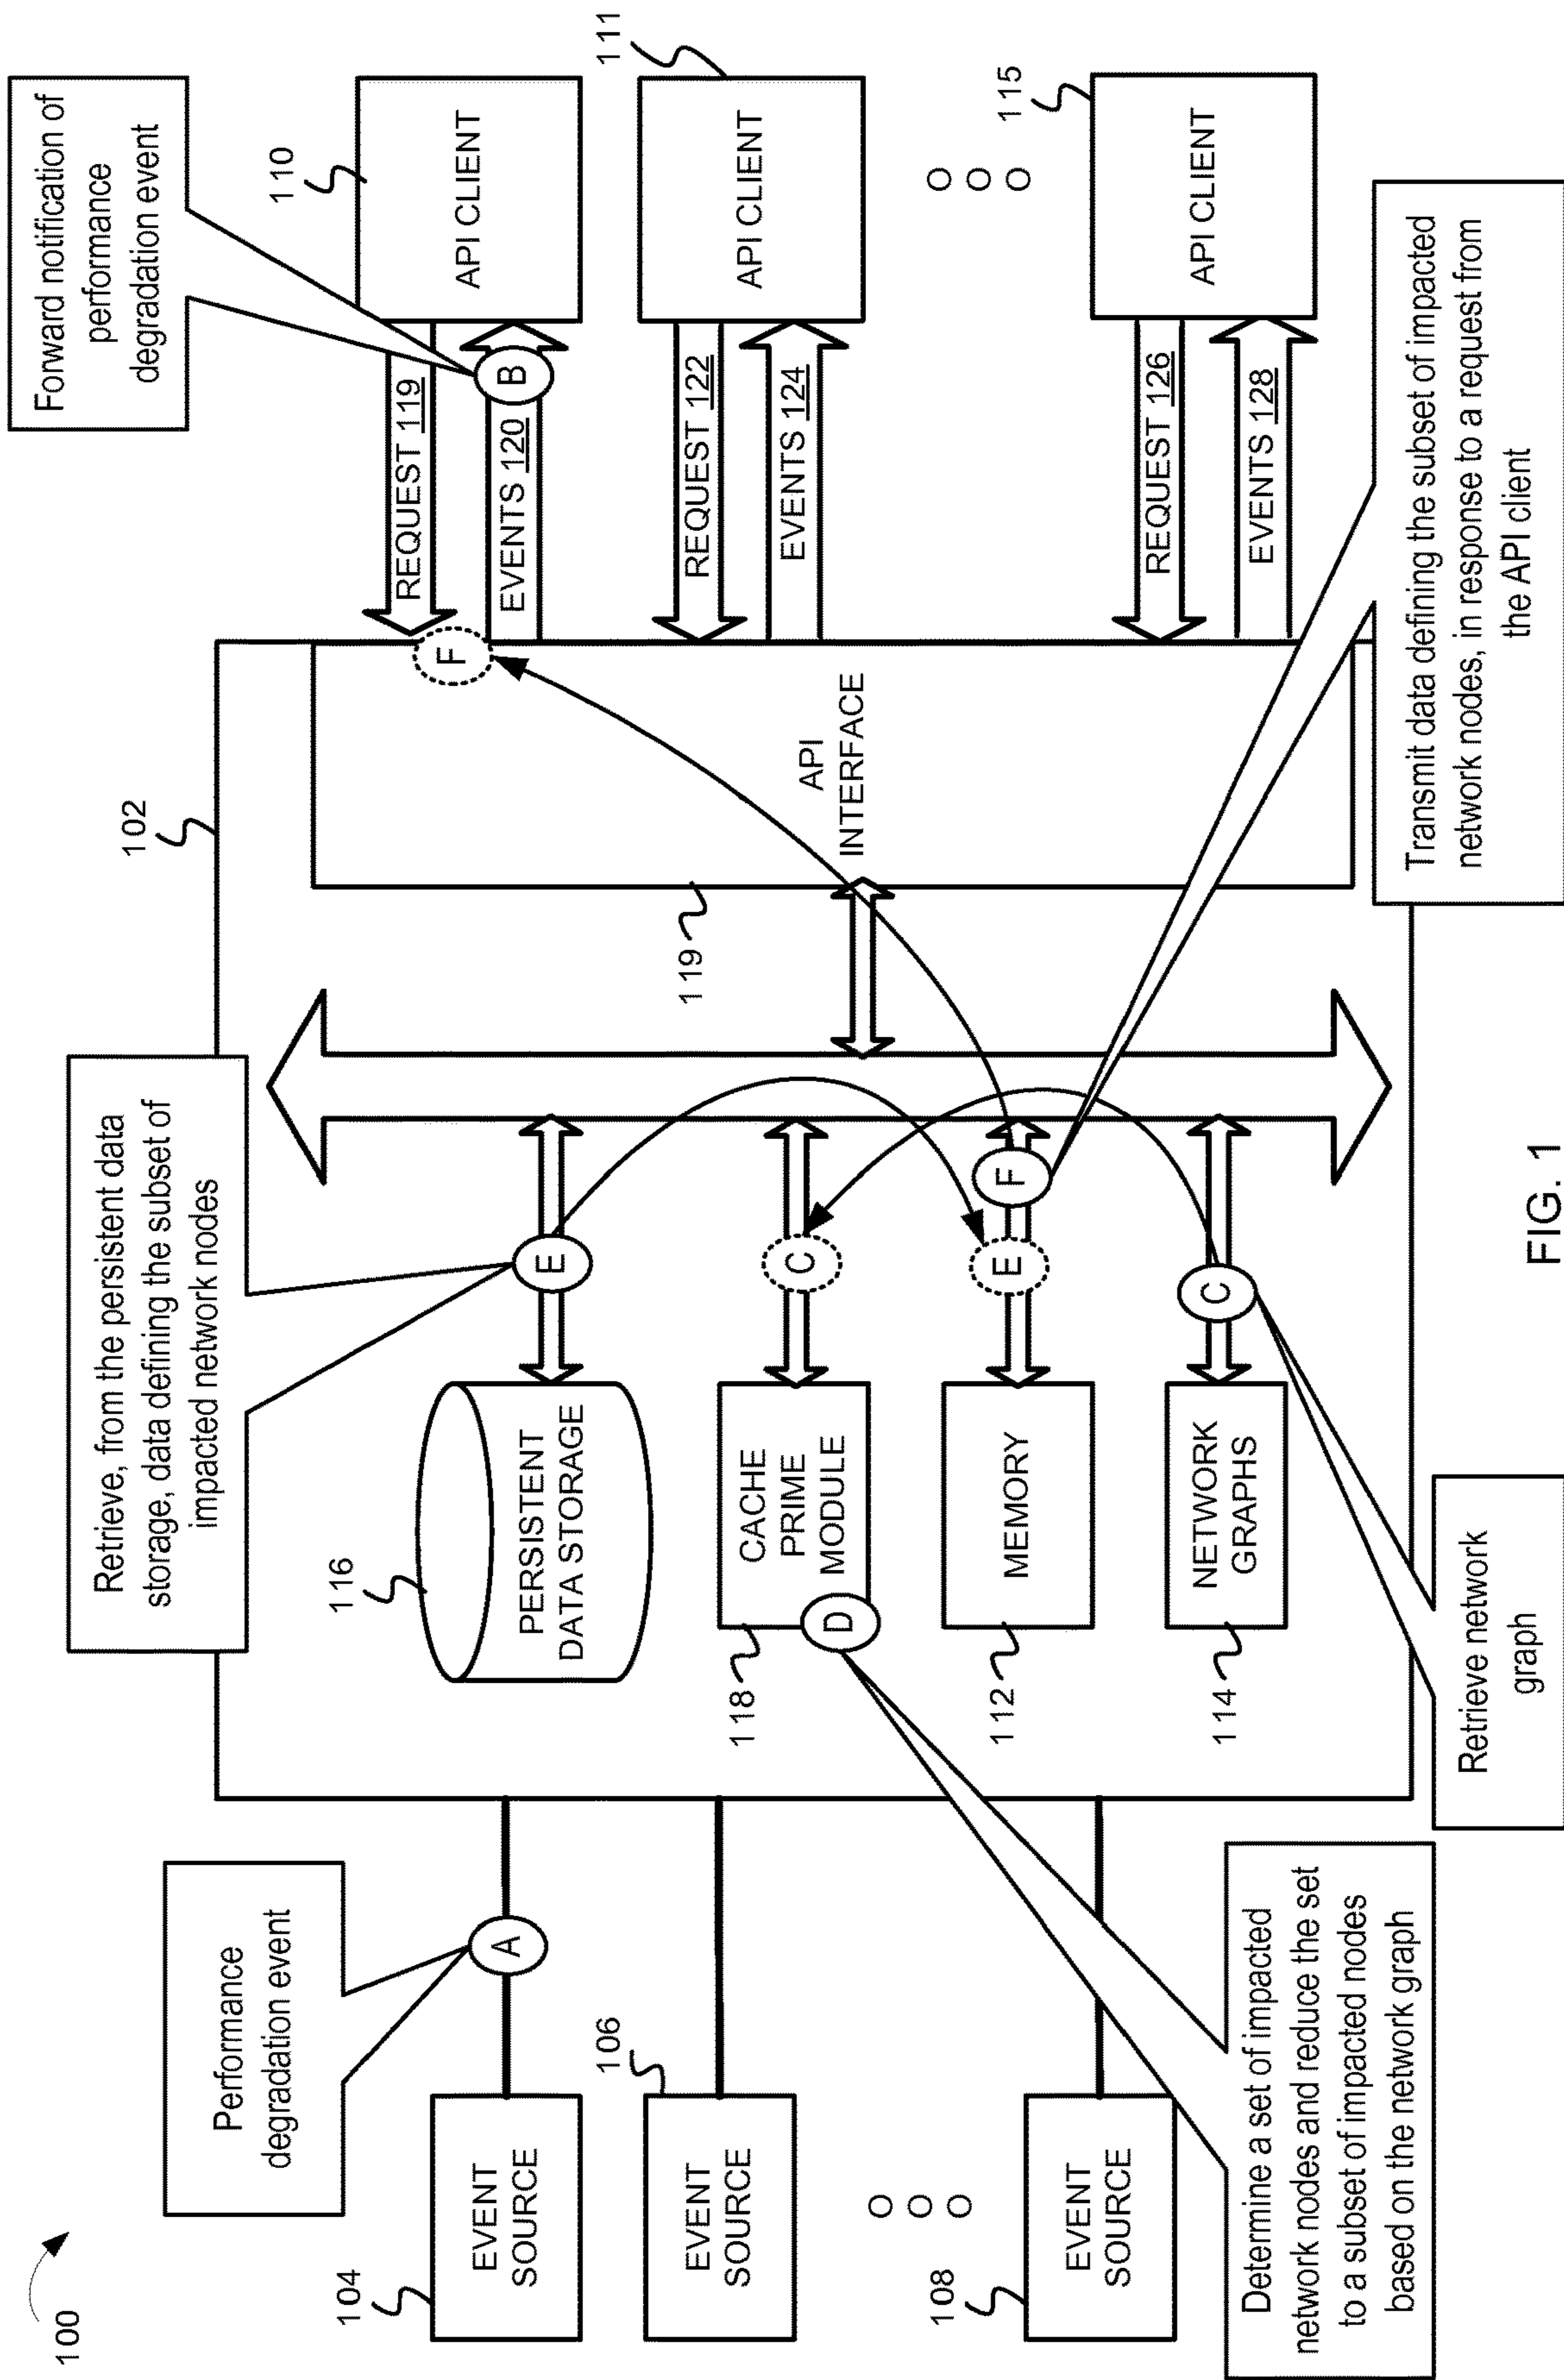 100
Performance
degradation event
A
104
EVENT
SOURCE
106
EVENT
SOURCE
108
EVENT
SOURCE
Determine a set of impacted
network nodes and reduce the set
to a subset of impacted nodes
based on the network graph
102
Retrieve, from the persistent data
storage, data defining the subset of
impacted network nodes
116
PERSISTENT
DATA STORAGE
E
118
CACHE
PRIME
MODULE
D
C
112
MEMORY
E
F
114
NETWORK
GRAPHS
C
Retrieve network
graph
119
API
INTERFACE
F
Forward notification of
performance
degradation event
REQUEST 119
EVENTS 120
B
110
API CLIENT
REQUEST 122
EVENTS 124
111
API CLIENT
REQUEST 126
EVENTS 128
115
API CLIENT
Transmit data defining the subset of impacted
network nodes, in response to a request from
the API client
FIG. 1